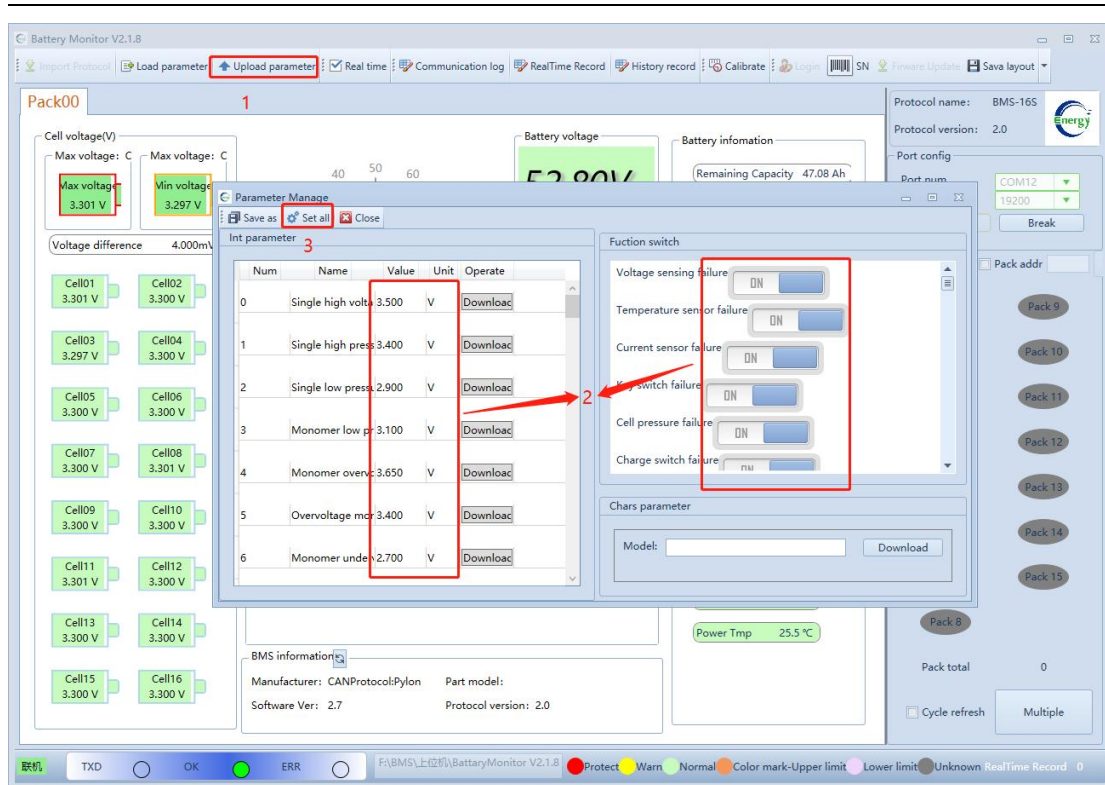 Battery Monitor V2.1.8
Import Protocol Load parameter Upload parameter Real time Communication log RealTime Record History record Calibrate Login SN Firware Update Sava layout
Pack00
1
Cell voltage(V)
Max voltage: C
Max voltage
3.301 V
Max voltage: C
Min voltage
3.297 V
Voltage difference 4.000mV
Cell01
3.301 V
Cell02
3.300 V
Cell03
3.297 V
Cell04
3.300 V
Cell05
3.300 V
Cell06
3.300 V
Cell07
3.300 V
Cell08
3.301 V
Cell09
3.300 V
Cell10
3.300 V
Cell11
3.301 V
Cell12
3.300 V
Cell13
3.300 V
Cell14
3.300 V
Cell15
3.300 V
Cell16
3.300 V
40 50 60
Battery voltage
52.80V
Battery infomation
Remaining Capacity 47.08 Ah
Parameter Manage
Save as Set all Close
3
Int parameter
Num Name Value Unit Operate
0 Single high volta 3.500 V Downloac
1 Single high press 3.400 V Downloac
2 Single low press 2.900 V Downloac
3 Monomer low pr 3.100 V Downloac
4 Monomer overvc 3.650 V Downloac
5 Overvoltage mor 3.400 V Downloac
6 Monomer under 2.700 V Downloac
2
Fuction switch
Voltage sensing failure ON
Temperature sensor failure ON
Current sensor failure ON
Key switch failure ON
Cell pressure failure ON
Charge switch failure ON
Chars parameter
Model: Download
Power Tmp 25.5 ℃
BMS information
Manufacturer: CANProtocol:Pylon Part model:
Software Ver: 2.7 Protocol version: 2.0
Protocol name: BMS-16S
Protocol version: 2.0
Energy
Port config
Port num COM12
19200
Break
Pack addr
Pack 9
Pack 10
Pack 11
Pack 12
Pack 13
Pack 14
Pack 15
Pack 8
Pack total 0
Cycle refresh Multiple
联机 TXD OK ERR F:\BMS\上位机\BattaryMonitor V2.1.8 Protect Warn Normal Color mark-Upper limit Lower limit Unknown RealTime Record 0